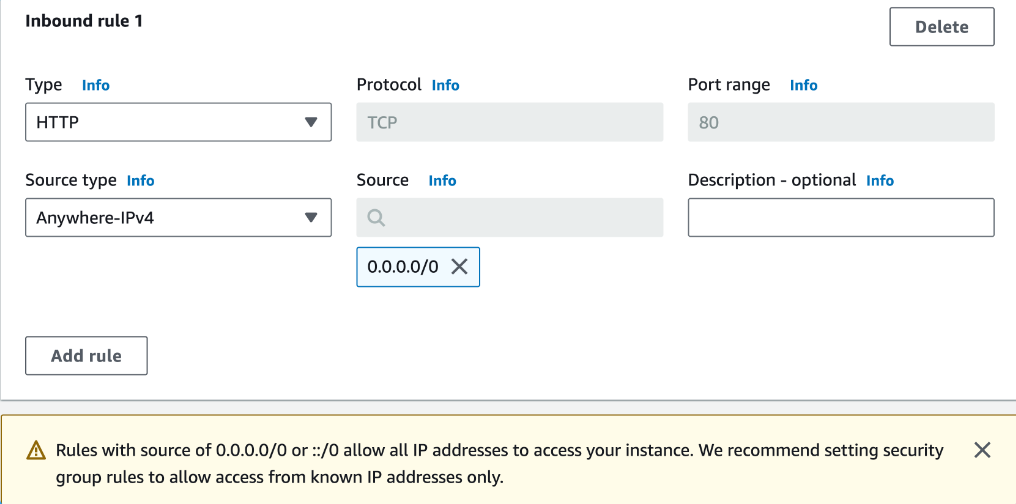 Inbound rule 1
Delete
Type Info
Protocol Info
Port range Info
HTTP
TCP
80
Source type Info
Source Info
Description - optional Info
Anywhere-IPv4
0.0.0.0/0
Add rule
Rules with source of 0.0.0.0/0 or ::/0 allow all IP addresses to access your instance. We recommend setting security
group rules to allow access from known IP addresses only.